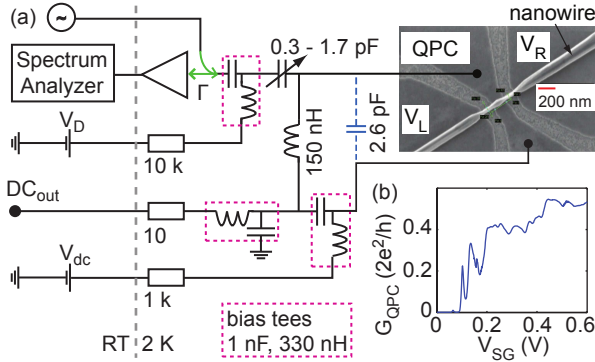 (a)
~
Spectrum
Analyzer
Γ
0.3 - 1.7 pF
nanowire
QPC
V_R
V_L
200 nm
V_D
10 k
150 nH
2.6 pF
DC_out
10
V_dc
1 k
RT 2 K
bias tees
1 nF, 330 nH
(b)
G_QPC (2e²/h)
0.4
0
0
0.2
0.4
0.6
V_SG (V)